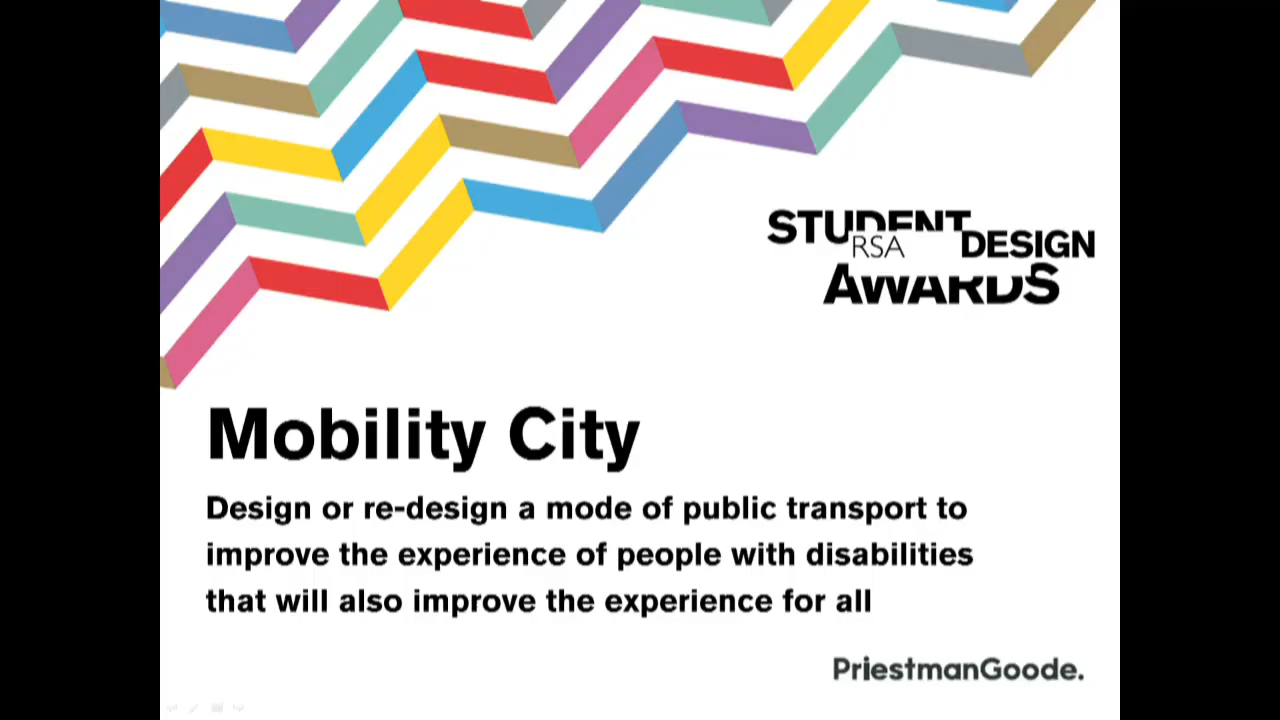 STUDENT
RSA DESIGN
AWARDS
Mobility City
Design or re-design a mode of public transport to
improve the experience of people with disabilities
that will also improve the experience for all
PriestmanGoode.